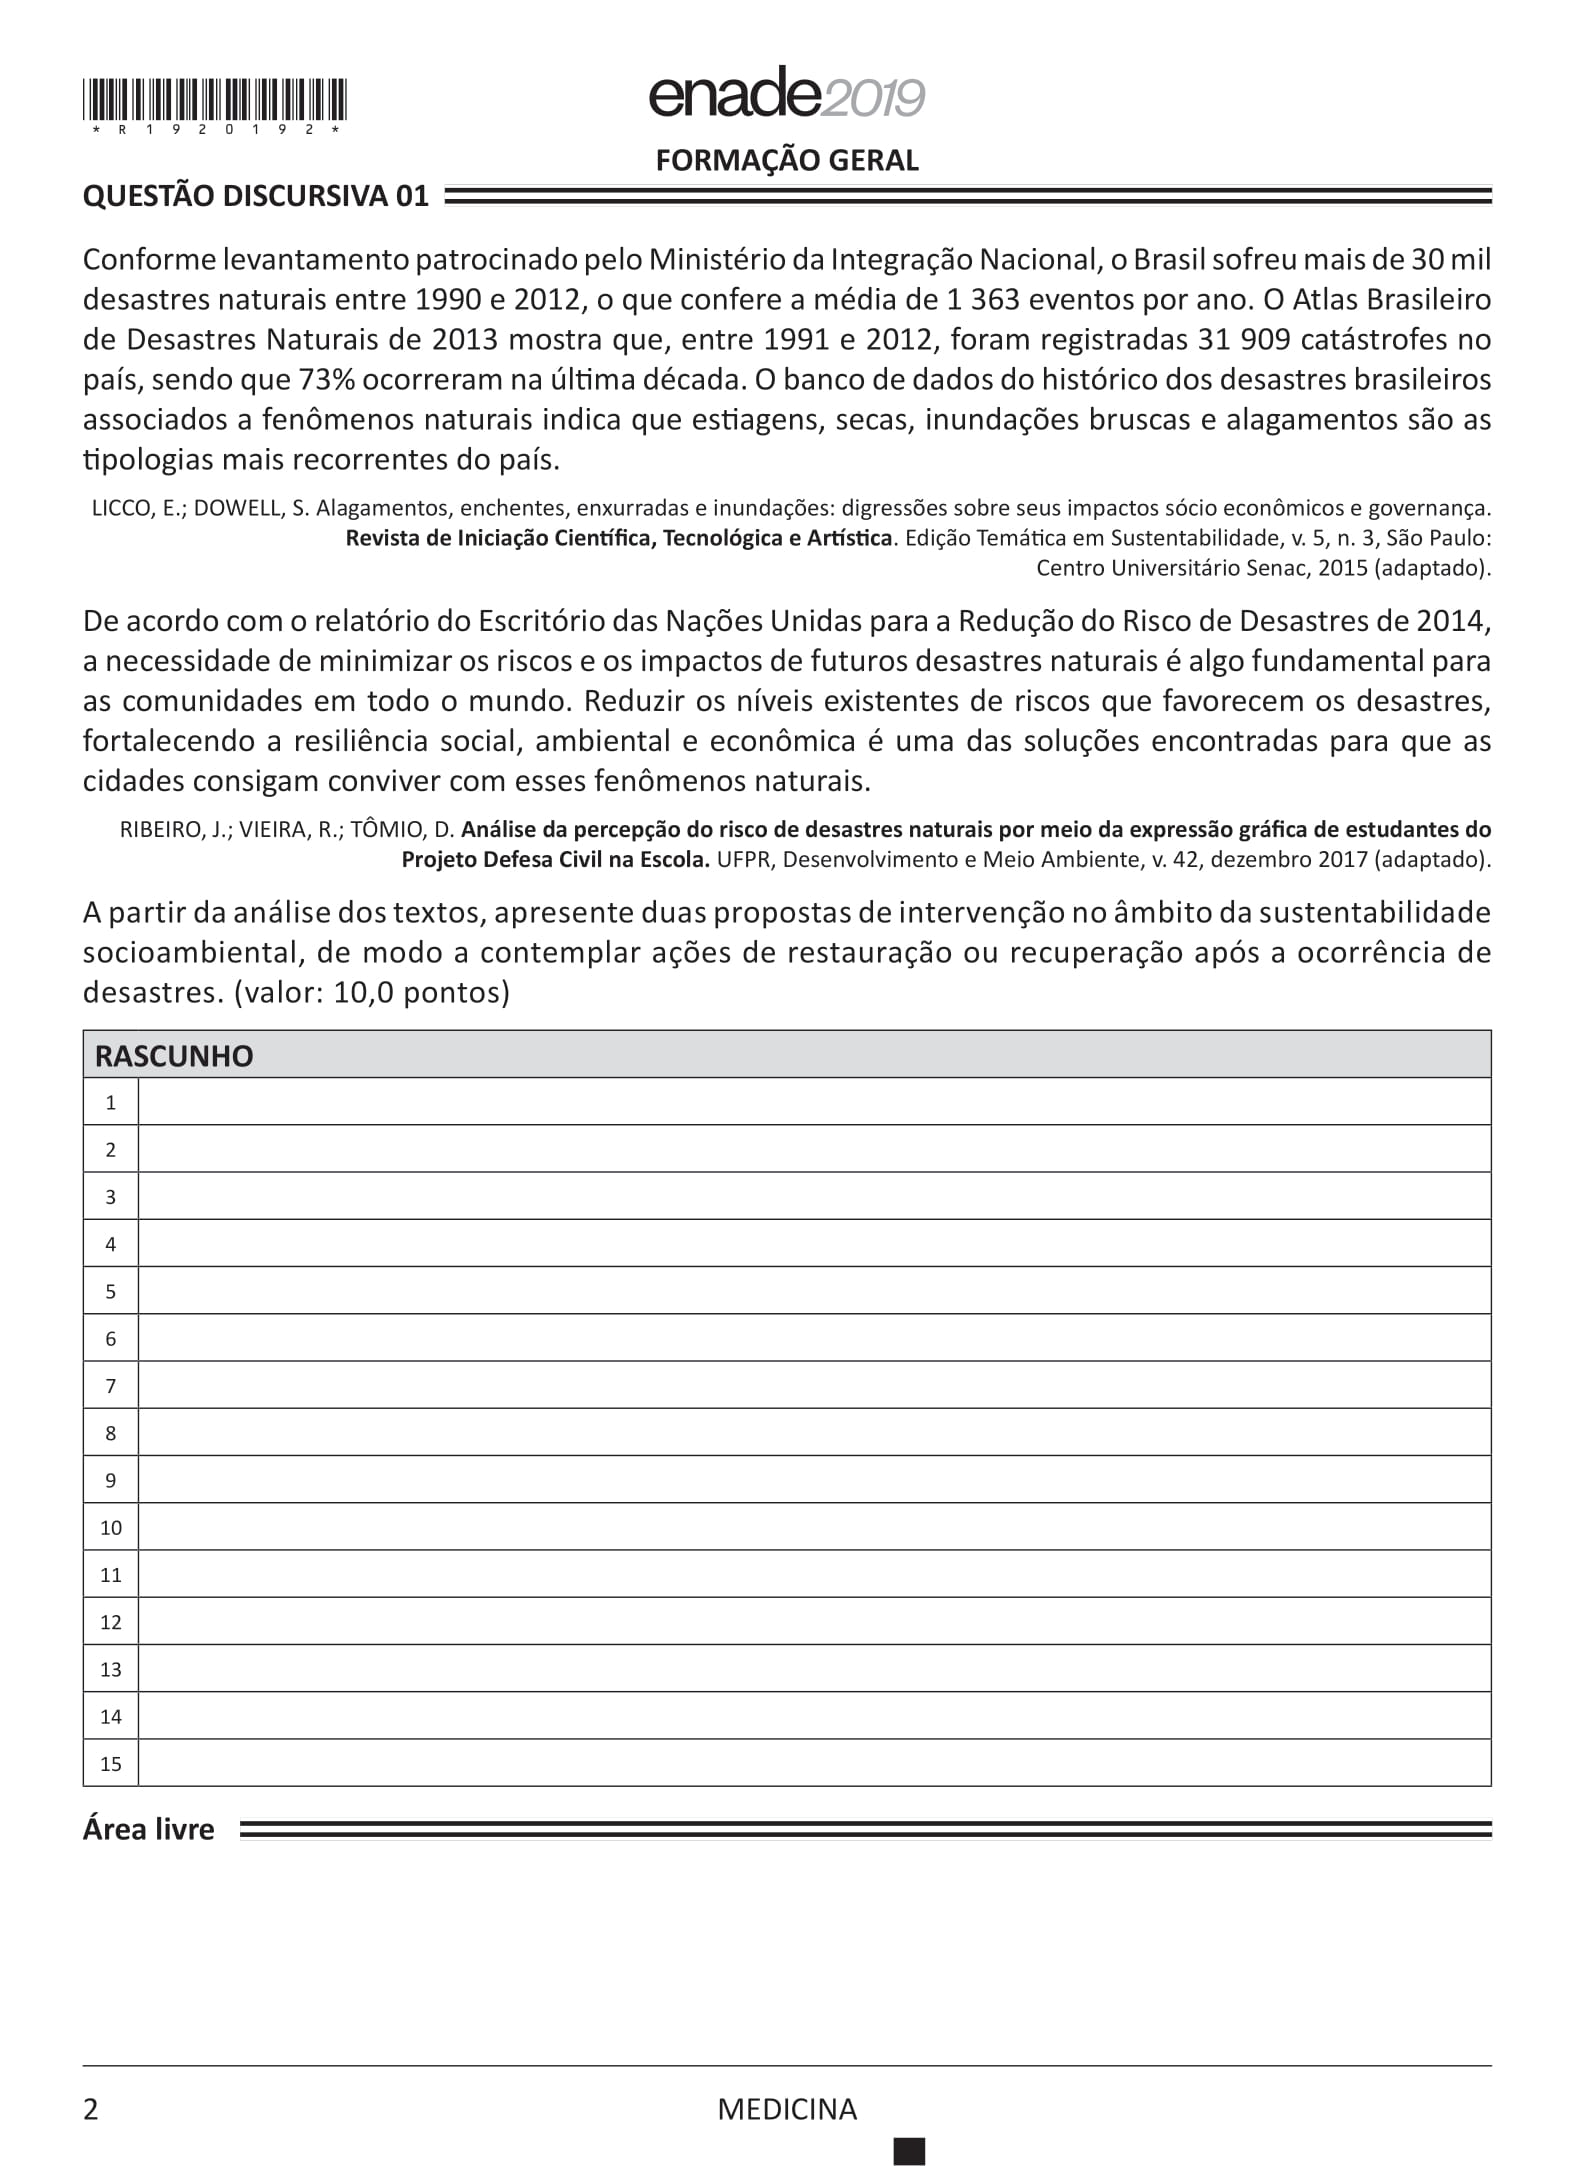 * R 1 9 2 0 1 9 2 *
enade2019
FORMAÇÃO GERAL
QUESTÃO DISCURSIVA 01
Conforme levantamento patrocinado pelo Ministério da Integração Nacional, o Brasil sofreu mais de 30 mil
desastres naturais entre 1990 e 2012, o que confere a média de 1 363 eventos por ano. O Atlas Brasileiro
de Desastres Naturais de 2013 mostra que, entre 1991 e 2012, foram registradas 31 909 catástrofes no
país, sendo que 73% ocorreram na última década. O banco de dados do histórico dos desastres brasileiros
associados a fenômenos naturais indica que estiagens, secas, inundações bruscas e alagamentos são as
tipologias mais recorrentes do país.
LICCO, E.; DOWELL, S. Alagamentos, enchentes, enxurradas e inundações: digressões sobre seus impactos sócio econômicos e governança.
Revista de Iniciação Científica, Tecnológica e Artística. Edição Temática em Sustentabilidade, v. 5, n. 3, São Paulo:
Centro Universitário Senac, 2015 (adaptado).
De acordo com o relatório do Escritório das Nações Unidas para a Redução do Risco de Desastres de 2014,
a necessidade de minimizar os riscos e os impactos de futuros desastres naturais é algo fundamental para
as comunidades em todo o mundo. Reduzir os níveis existentes de riscos que favorecem os desastres,
fortalecendo a resiliência social, ambiental e econômica é uma das soluções encontradas para que as
cidades consigam conviver com esses fenômenos naturais.
RIBEIRO, J.; VIEIRA, R.; TÔMIO, D. Análise da percepção do risco de desastres naturais por meio da expressão gráfica de estudantes do
Projeto Defesa Civil na Escola. UFPR, Desenvolvimento e Meio Ambiente, v. 42, dezembro 2017 (adaptado).
A partir da análise dos textos, apresente duas propostas de intervenção no âmbito da sustentabilidade
socioambiental, de modo a contemplar ações de restauração ou recuperação após a ocorrência de
desastres. (valor: 10,0 pontos)
RASCUNHO
1
2
3
4
5
6
7
8
9
10
11
12
13
14
15
Área livre
2
MEDICINA